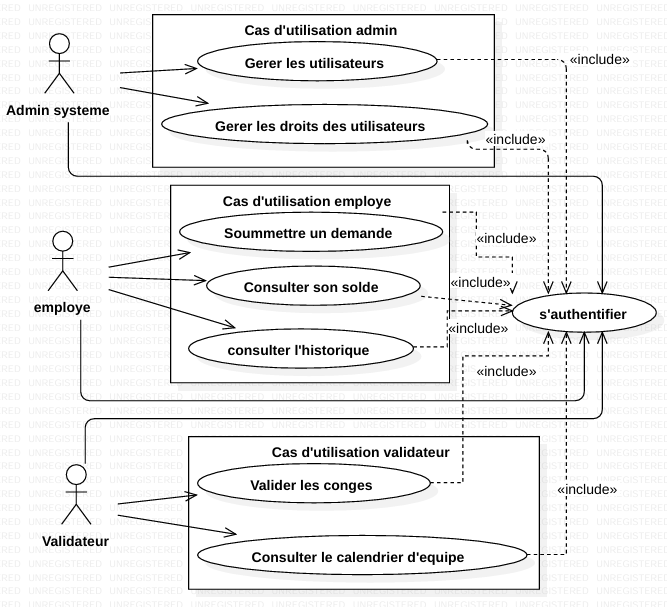 Cas d'utilisation admin
Gerer les utilisateurs
«include»
Admin systeme
Gerer les droits des utilisateurs
«include»
Cas d'utilisation employe
Soummettre un demande
«include»
Consulter son solde
«include»
employe
s'authentifier
«include»
consulter l'historique
«include»
Cas d'utilisation validateur
Valider les conges
«include»
Validateur
Consulter le calendrier d'equipe
UNREGISTERED